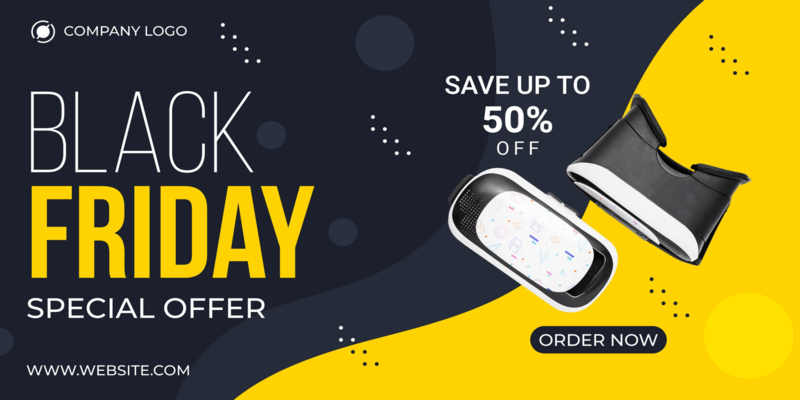 COMPANY LOGO
BLACK
FRIDAY
SPECIAL OFFER
WWW.WEBSITE.COM
SAVE UP TO
50%
OFF
ORDER NOW